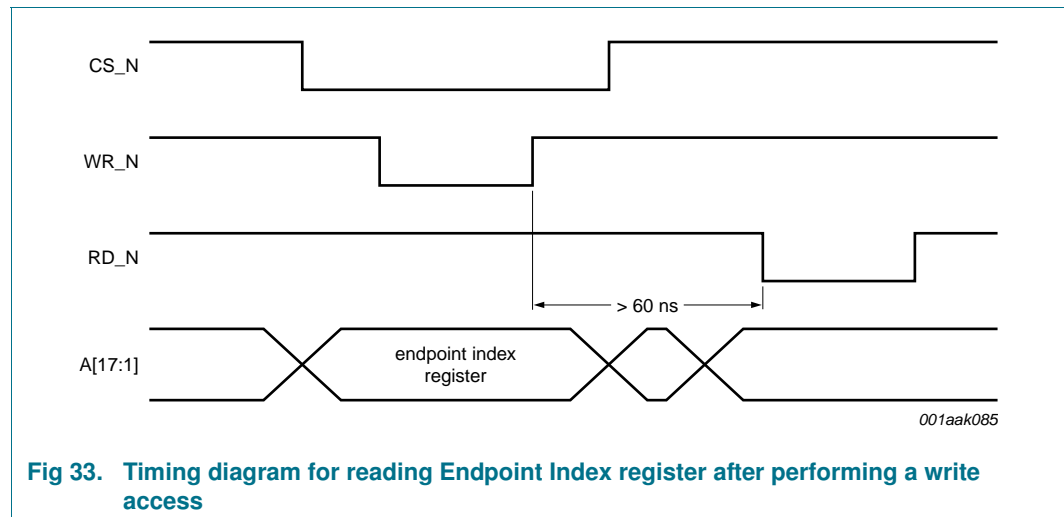 CS_N
WR_N
RD_N
> 60 ns
A[17:1]
endpoint index
register
001aak085
Fig 33. Timing diagram for reading Endpoint Index register after performing a write
access